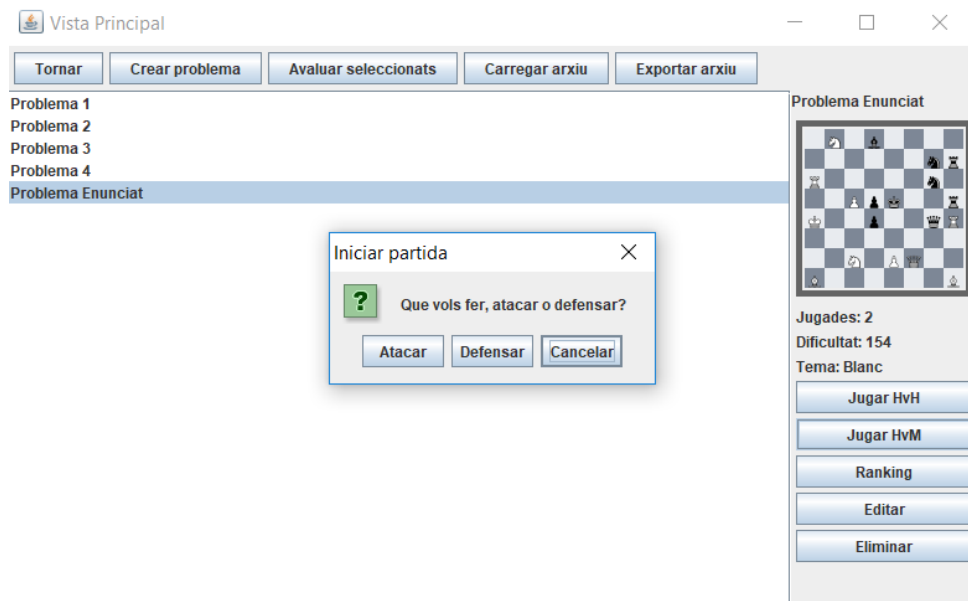 Vista Principal
Tornar Crear problema Avaluar seleccionats Carregar arxiu Exportar arxiu
Problema 1
Problema 2
Problema 3
Problema 4
Problema Enunciat
Problema Enunciat
Iniciar partida
?
Que vols fer, atacar o defensar?
Atacar Defensar Cancelar
Jugades: 2
Dificultat: 154
Tema: Blanc
Jugar HvH
Jugar HvM
Ranking
Editar
Eliminar